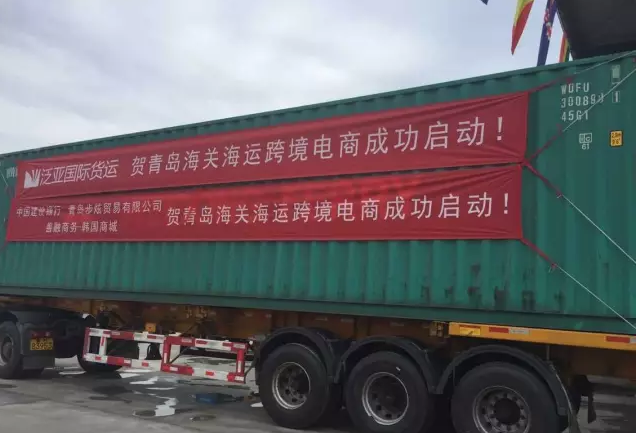 泛亚国际货运 贺青岛海关海运跨境电商成功启动！
中国建设银行 青岛步炫贸易有限公司
善融商务-韩国商城
贺青岛海关海运跨境电商成功启动！
45G1